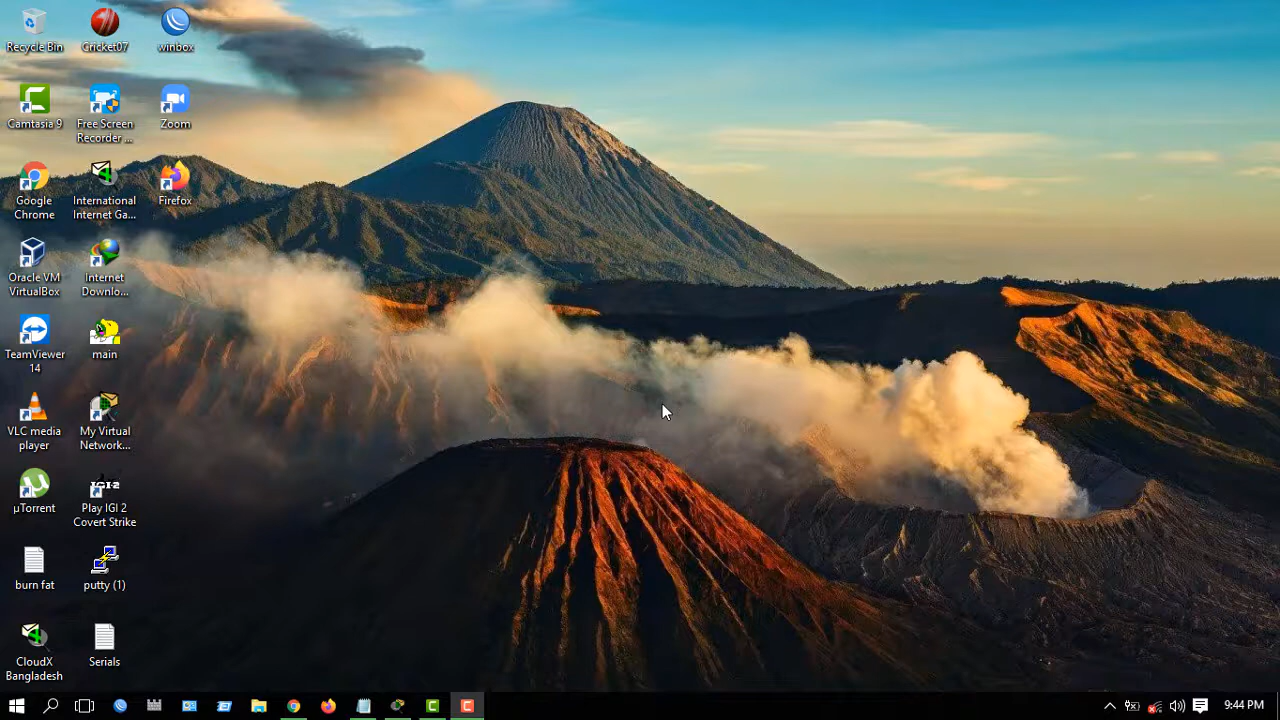 Recycle Bin
Cricket07
winbox
Camtasia 9
Free Screen
Recorder ...
Zoom
Google
Chrome
International
Internet Ga...
Firefox
Oracle VM
VirtualBox
Internet
Downlo...
TeamViewer
14
main
VLC media
player
My Virtual
Network...
µTorrent
IGI-2
Play IGI 2
Covert Strike
burn fat
putty (1)
CloudX
Bangladesh
Serials
9:44 PM